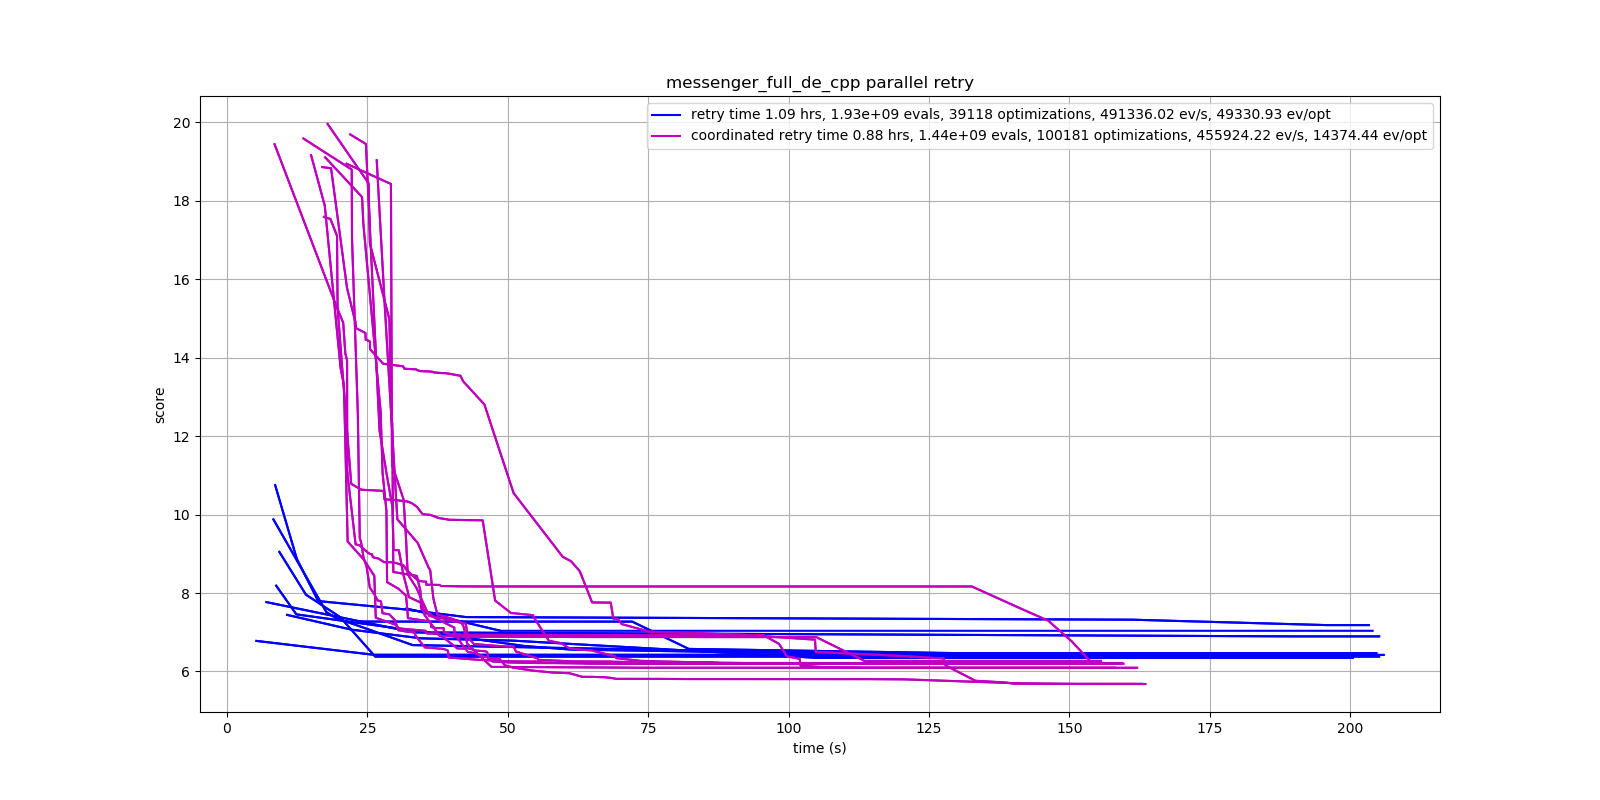 messenger_full_de_cpp parallel retry
retry time 1.09 hrs, 1.93e+09 evals, 39118 optimizations, 491336.02 ev/s, 49330.93 ev/opt
coordinated retry time 0.88 hrs, 1.44e+09 evals, 100181 optimizations, 455924.22 ev/s, 14374.44 ev/opt
score
20
18
16
14
12
10
8
6
0 25 50 75 100 125 150 175 200
time (s)